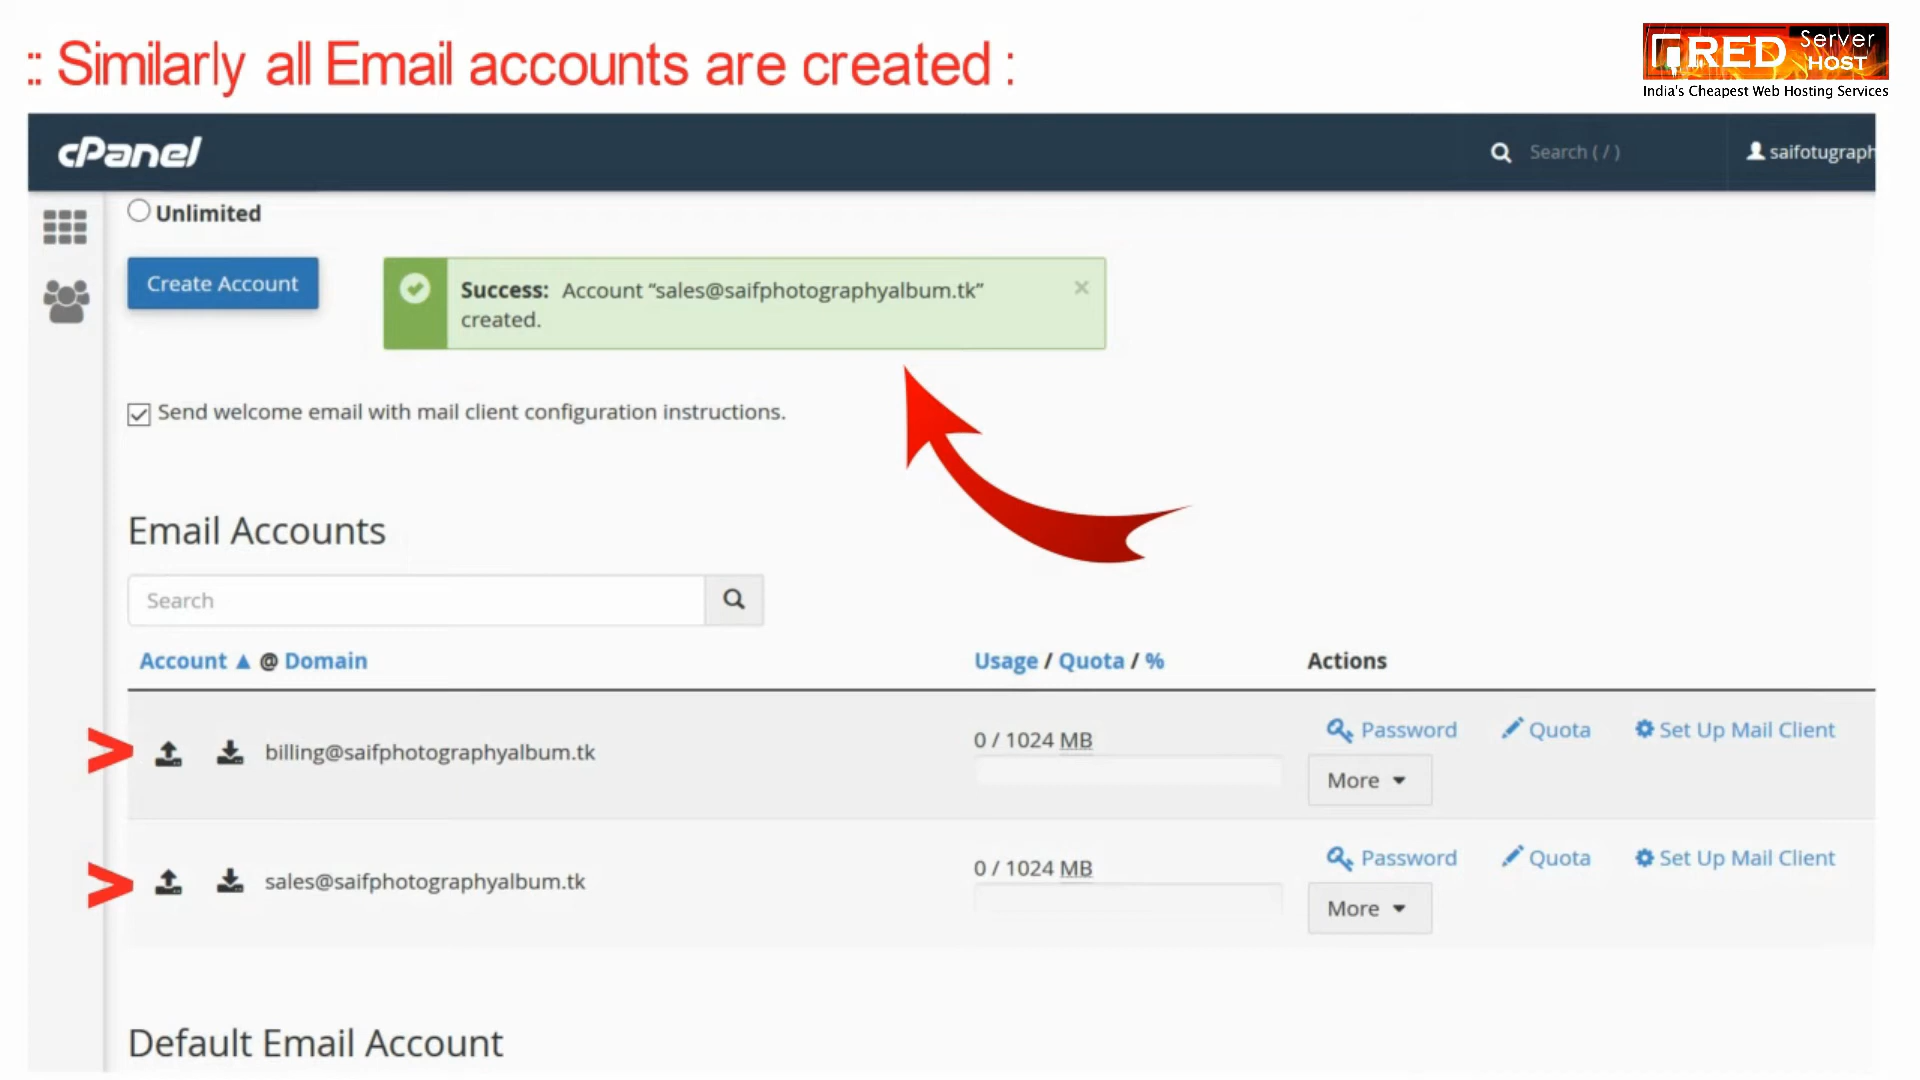 :: Similarly all Email accounts are created :
RED Server HOST
India's Cheapest Web Hosting Services
cPanel
Search ( / )
saifotugraph
Unlimited
Create Account
Success: Account “sales@saifphotographyalbum.tk”
created.
×
Send welcome email with mail client configuration instructions.
Email Accounts
Search
Account ▲ @ Domain
Usage / Quota / %
Actions
> billing@saifphotographyalbum.tk
0 / 1024 MB
Password
Quota
Set Up Mail Client
More
> sales@saifphotographyalbum.tk
0 / 1024 MB
Password
Quota
Set Up Mail Client
More
Default Email Account